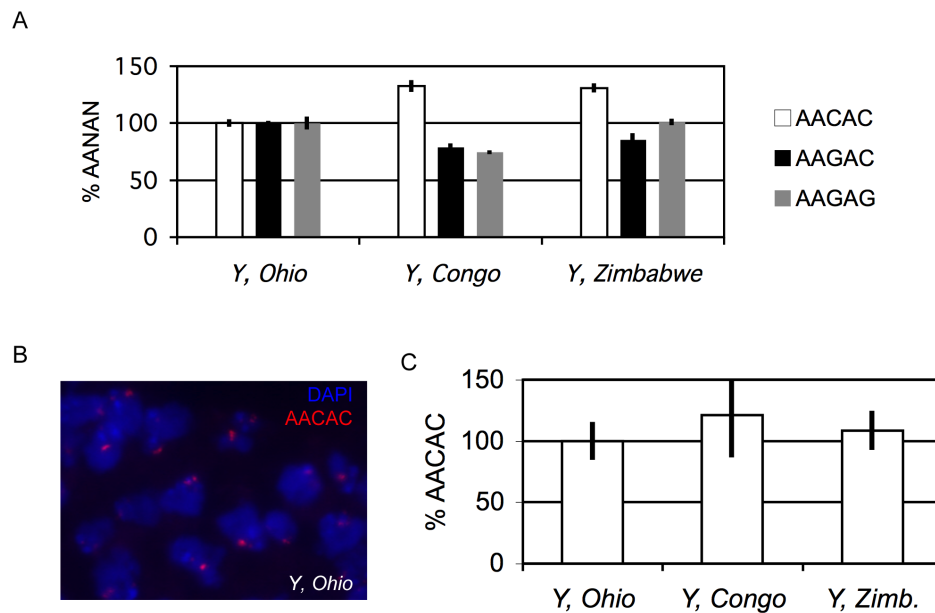 A
% AANAN
150
100
50
0
Y, Ohio
Y, Congo
Y, Zimbabwe
AACAC
AAGAC
AAGAG
B
DAPI
AACAC
Y, Ohio
C
% AACAC
150
100
50
0
Y, Ohio
Y, Congo
Y, Zimb.